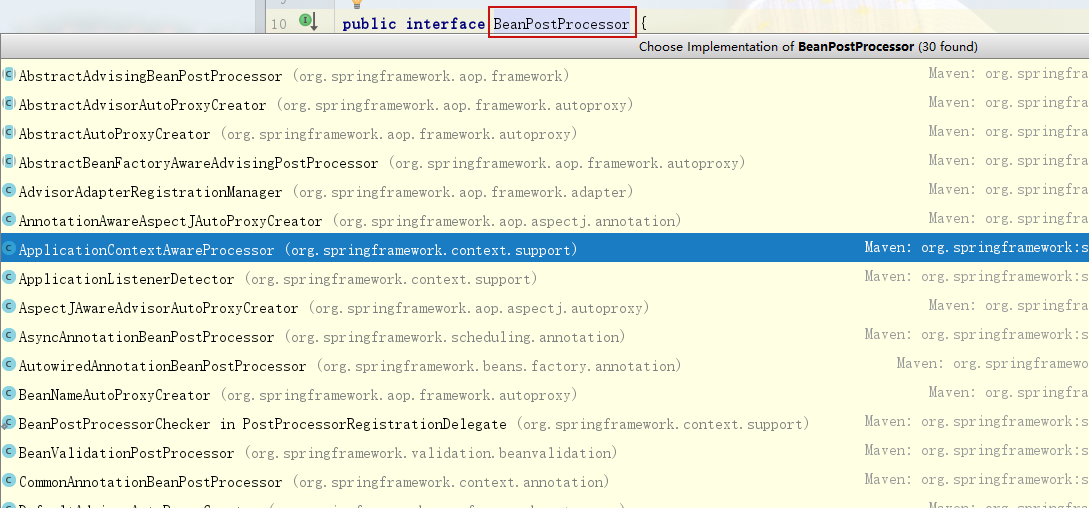 10 public interface BeanPostProcessor {
Choose Implementation of BeanPostProcessor (30 found)
AbstractAdvisingBeanPostProcessor (org.springframework.aop.framework) Maven: org.springfra
AbstractAdvisorAutoProxyCreator (org.springframework.aop.framework.autoproxy) Maven: org.springfra
AbstractAutoProxyCreator (org.springframework.aop.framework.autoproxy) Maven: org.springfra
AbstractBeanFactoryAwareAdvisingPostProcessor (org.springframework.aop.framework.autoproxy) Maven: org.springfra
AdvisorAdapterRegistrationManager (org.springframework.aop.framework.adapter) Maven: org.springfra
AnnotationAwareAspectJAutoProxyCreator (org.springframework.aop.aspectj.annotation) Maven: org.springfra
ApplicationContextAwareProcessor (org.springframework.context.support) Maven: org.springframework:s
ApplicationListenerDetector (org.springframework.context.support) Maven: org.springframework:s
AspectJAwareAdvisorAutoProxyCreator (org.springframework.aop.aspectj.autoproxy) Maven: org.springfra
AsyncAnnotationBeanPostProcessor (org.springframework.scheduling.annotation) Maven: org.springframework:s
AutowiredAnnotationBeanPostProcessor (org.springframework.beans.factory.annotation) Maven: org.springframewo
BeanNameAutoProxyCreator (org.springframework.aop.framework.autoproxy) Maven: org.springfra
BeanPostProcessorChecker in PostProcessorRegistrationDelegate (org.springframework.context.support) Maven: org.springframework:s
BeanValidationPostProcessor (org.springframework.validation.beanvalidation) Maven: org.springframework:s
CommonAnnotationBeanPostProcessor (org.springframework.context.annotation) Maven: org.springframework:s